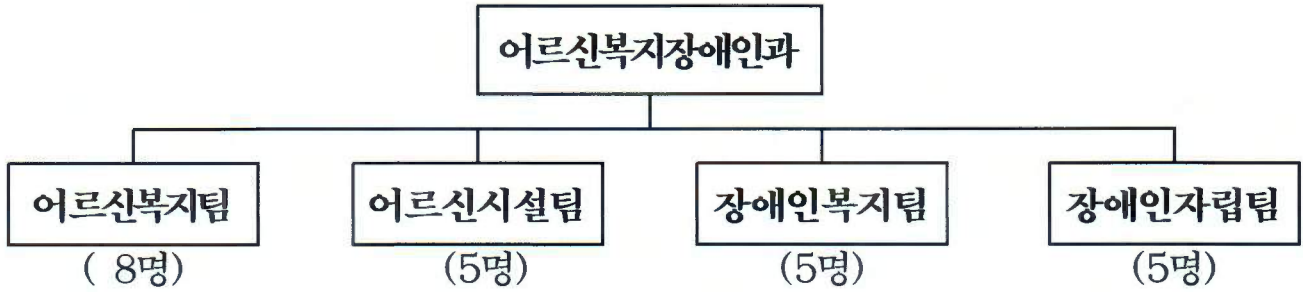 어르신복지장애인과
어르신복지팀 어르신시설팀 장애인복지팀 장애인자립팀
( 8명) (5명) (5명) (5명)